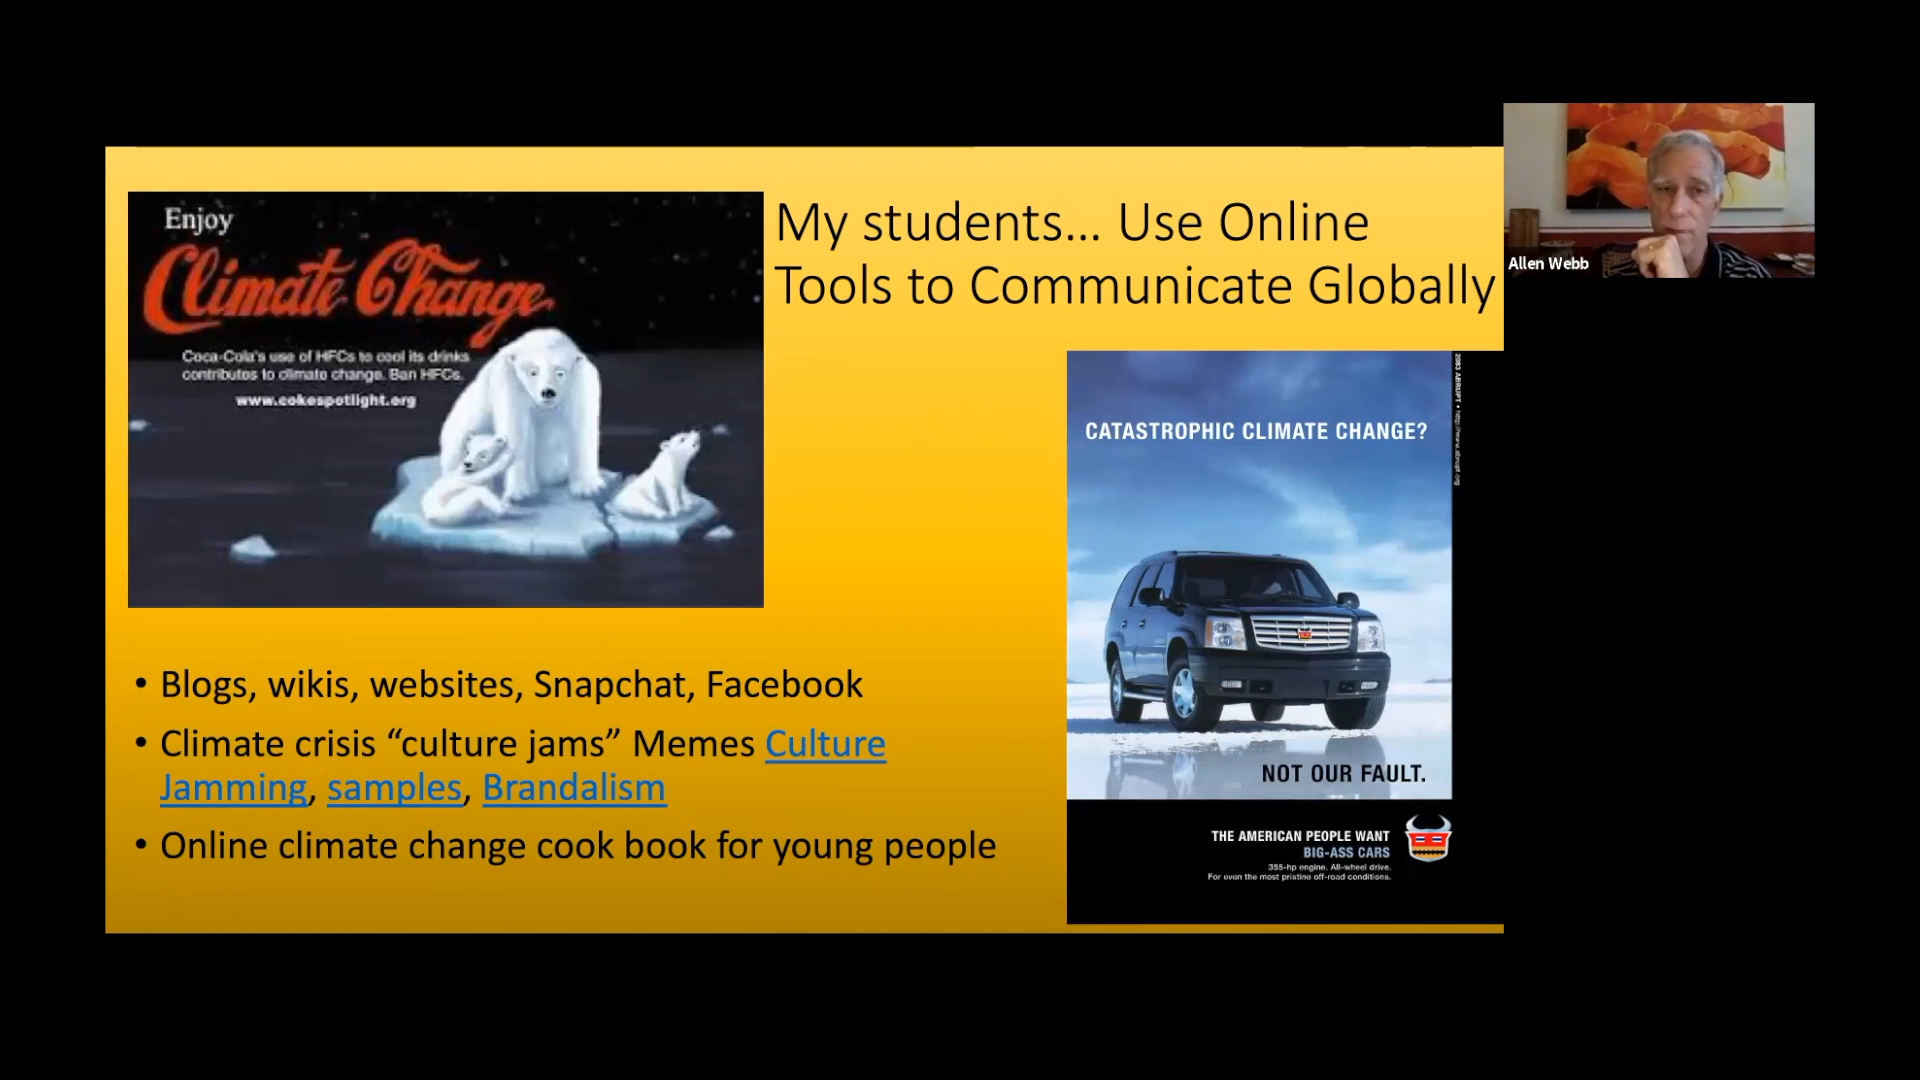 Enjoy
Climate Change
Coca-Cola's use of HFCs to cool its drinks
contributes to climate change. Ban HFCs.
www.cokespotlight.org
My students... Use Online
Tools to Communicate Globally
Allen Webb
CATASTROPHIC CLIMATE CHANGE?
NOT OUR FAULT.
THE AMERICAN PEOPLE WANT
BIG-ASS CARS
355-hp engine. All-wheel drive.
For even the most pristine off-road conditions.
• Blogs, wikis, websites, Snapchat, Facebook
• Climate crisis “culture jams” Memes Culture
Jamming, samples, Brandalism
• Online climate change cook book for young people